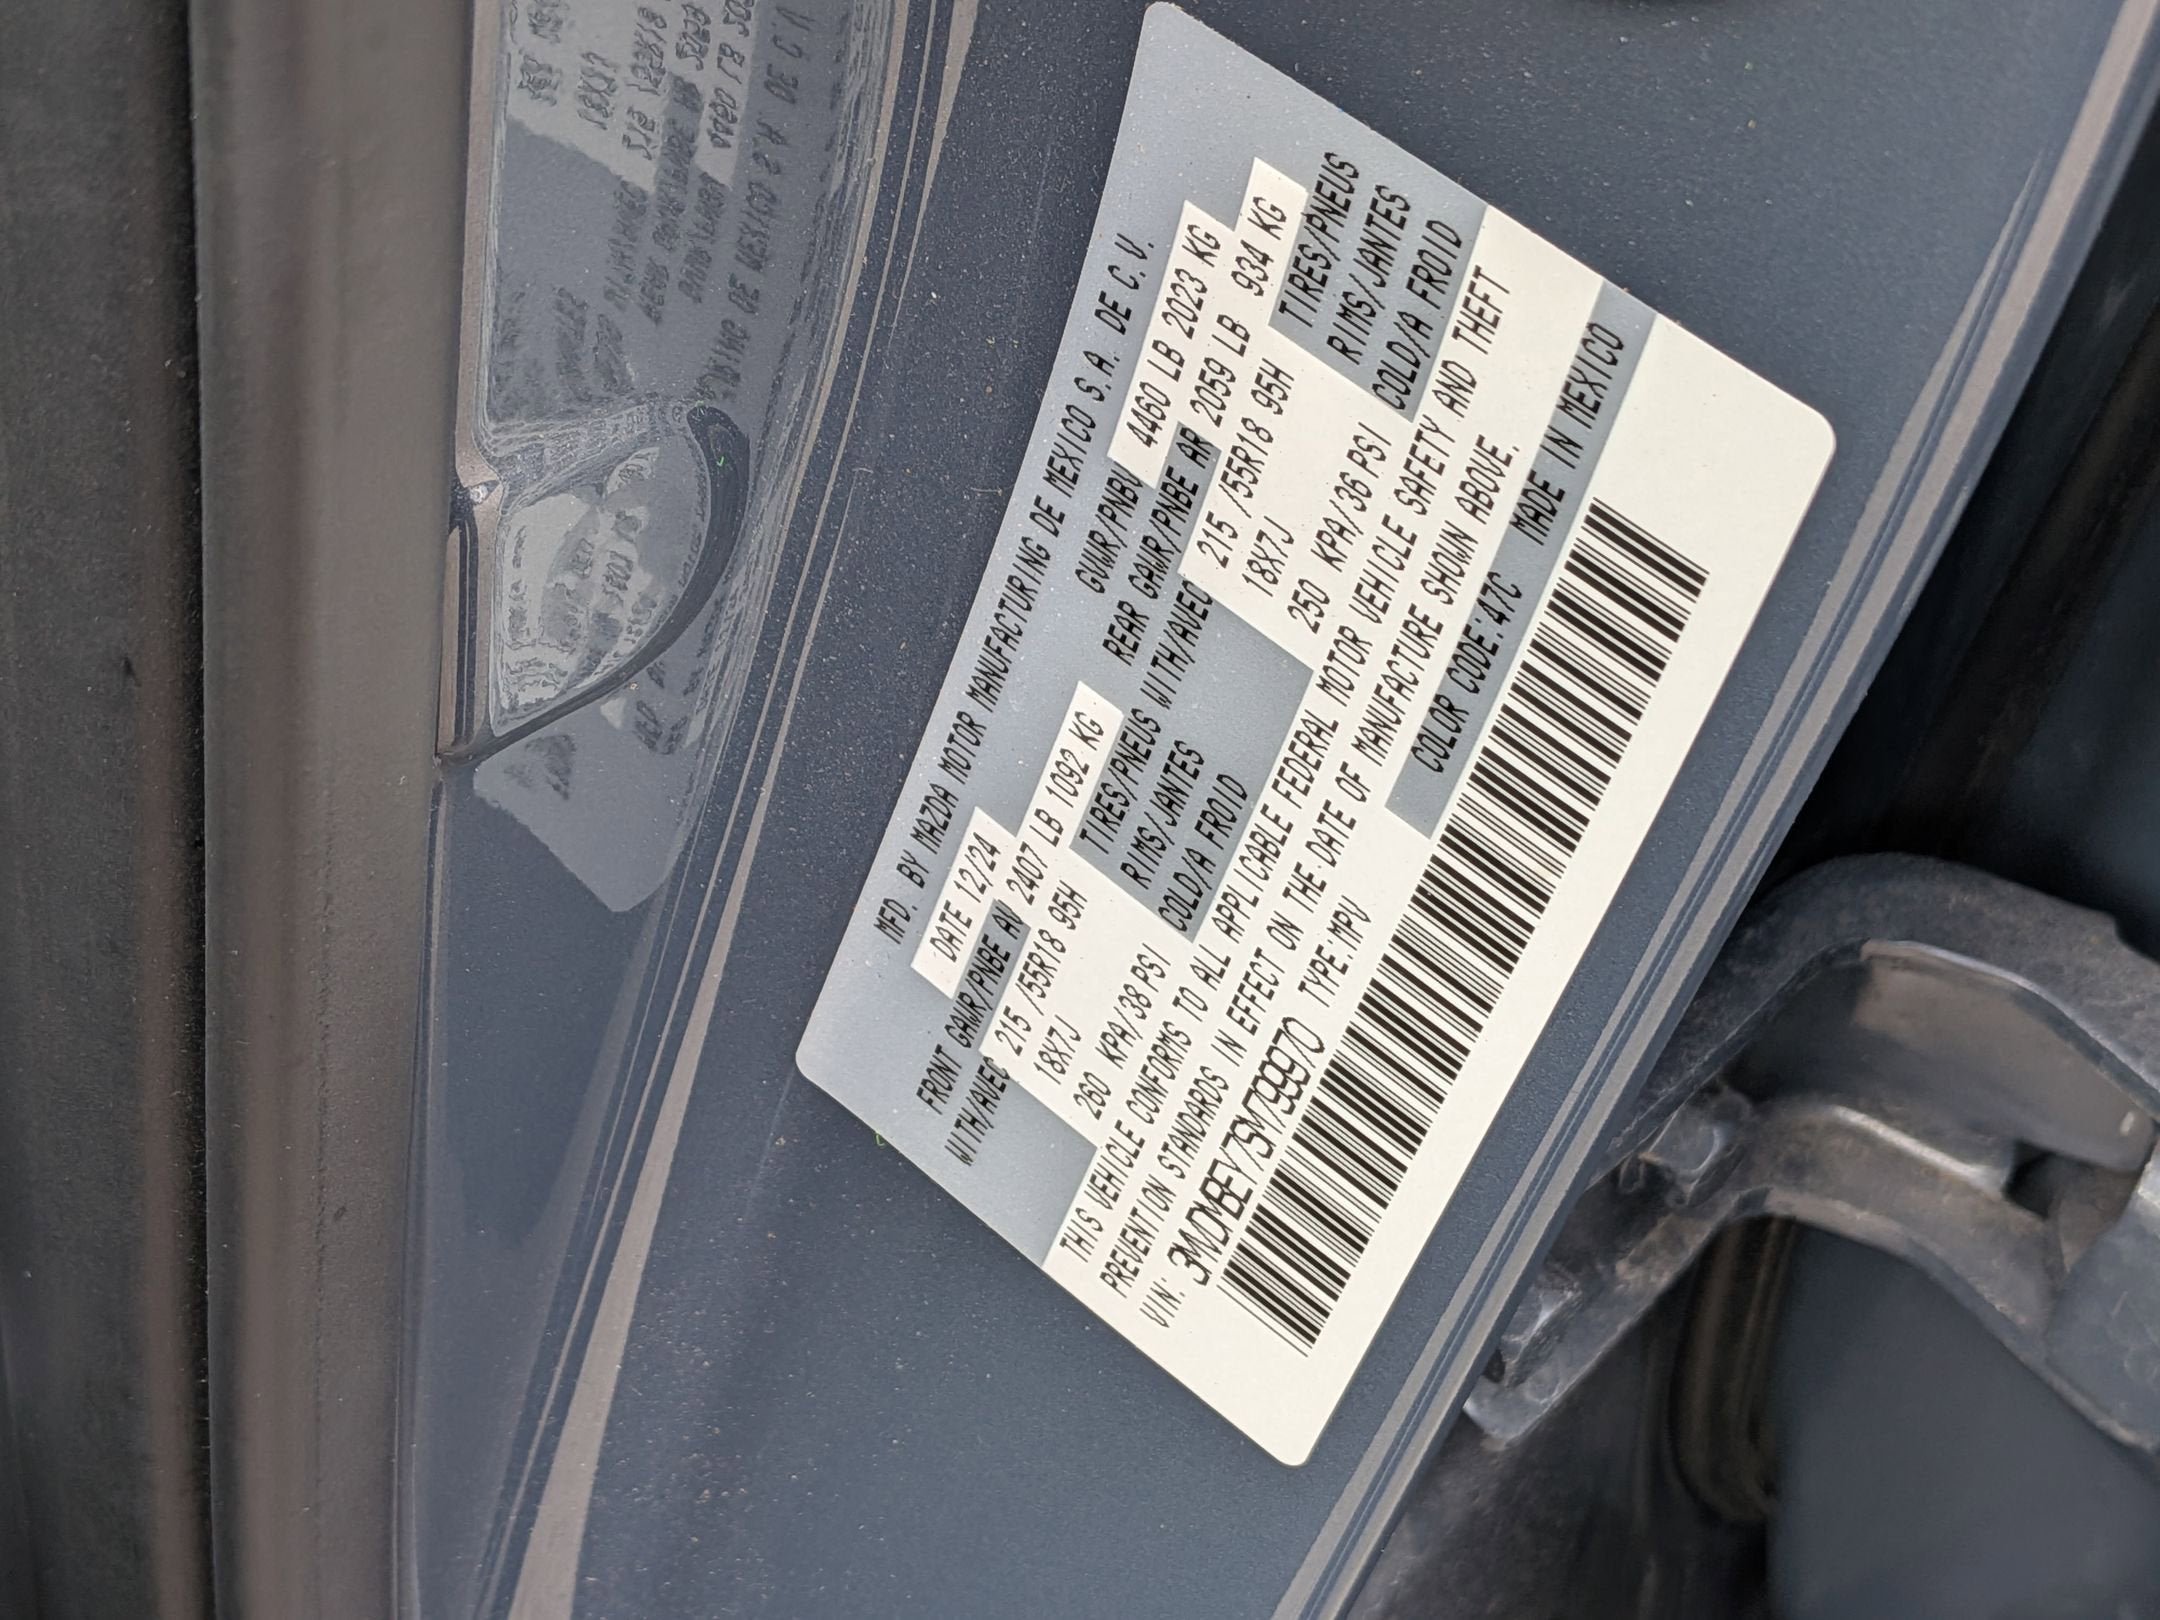 MFD. BY MAZDA MOTOR MANUFACTURING DE MEXICO S.A. DE C.V.
DATE 12/24 GVWR/PNBV 4460 LB 2023 KG
FRONT GAWR/PNBE AV 2407 LB 1092 KG REAR GAWR/PNBE AR 2059 LB 934 KG
WITH/AVEC 215 /55R18 95H TIRES/PNEUS WITH/AVEC 215 /55R18 95H TIRES/PNEUS
18X7J RIMS/JANTES 18X7J RIMS/JANTES
260 KPA/38 PSI COLD/A FROID 250 KPA/36 PSI COLD/A FROID
THIS VEHICLE CONFORMS TO ALL APPLICABLE FEDERAL MOTOR VEHICLE SAFETY AND THEFT
PREVENTION STANDARDS IN EFFECT ON THE DATE OF MANUFACTURE SHOWN ABOVE.
VIN: 3MVDMBEY7SM799970 TYPE:MPV COLOR CODE:47C MADE IN MEXICO